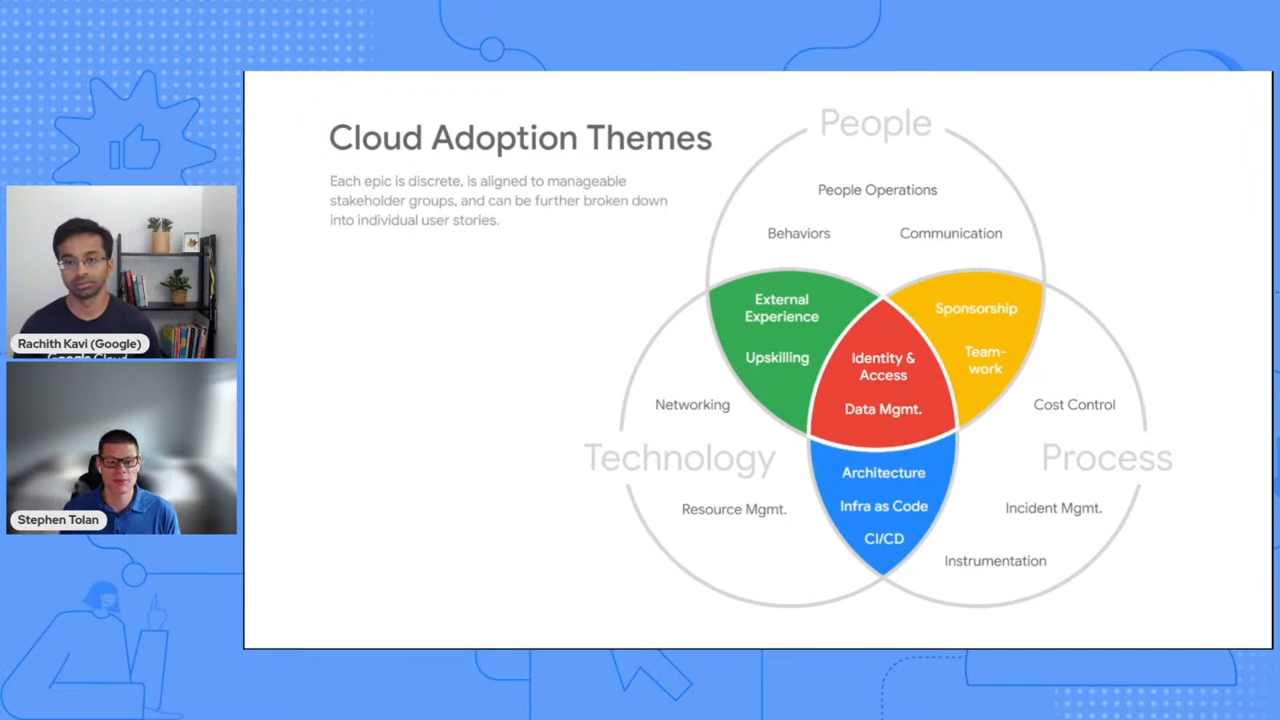 Cloud Adoption Themes
Each epic is discrete, is aligned to manageable
stakeholder groups, and can be further broken down
into individual user stories.
People
People Operations
Behaviors
Communication
External
Experience
Upskilling
Sponsorship
Team-
work
Identity &
Access
Data Mgmt.
Networking
Technology
Resource Mgmt.
Cost Control
Process
Incident Mgmt.
Instrumentation
Architecture
Infra as Code
CI/CD
Rachith Kavi (Google)
Google Cloud
Stephen Tolan